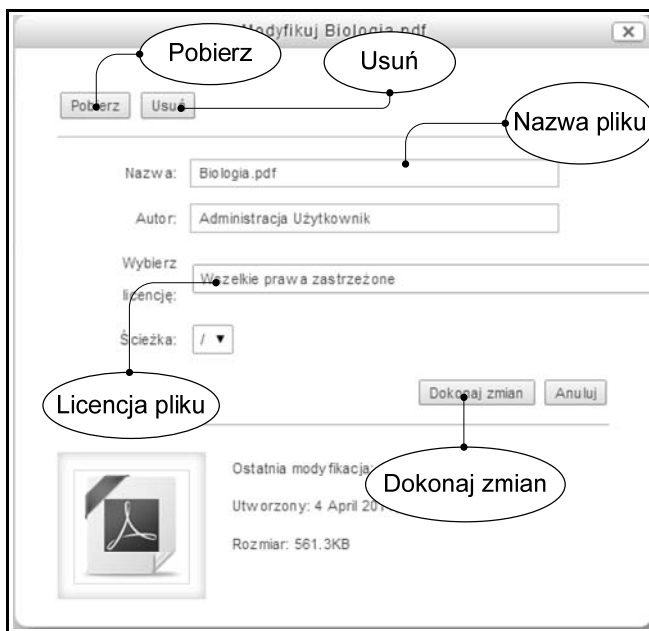 Modyfikuj Biologia.pdf
Pobierz
Usuń
Pobierz Usuń
Nazwa pliku
Nazwa: Biologia.pdf
Autor: Administracja Użytkownik
Wybierz licencję: Wszelkie prawa zastrzeżone
Ścieżka: /
Licencja pliku
Dokonaj zmian Anuluj
Dokonaj zmian
Ostatnia modyfikacja:
Utworzony: 4 April
Rozmiar: 561.3KB